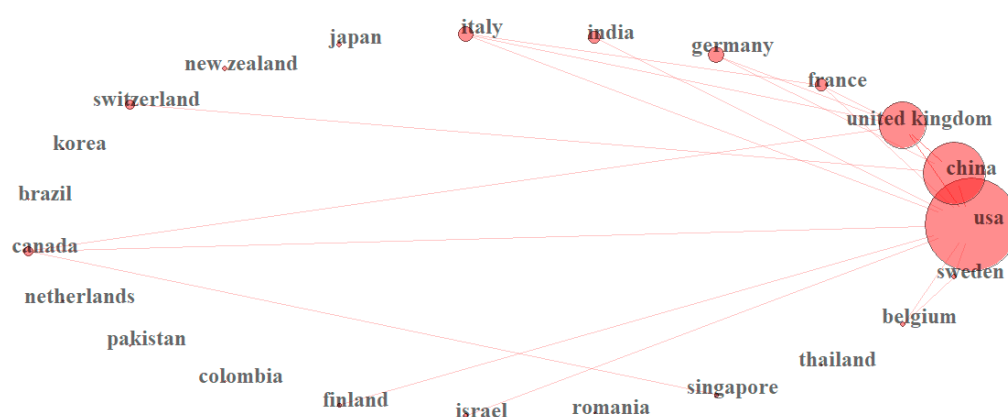 italy
india
japan
germany
new zealand
france
switzerland
united kingdom
korea
china
brazil
usa
canada
sweden
netherlands
belgium
pakistan
thailand
colombia
singapore
finland
romania
israel